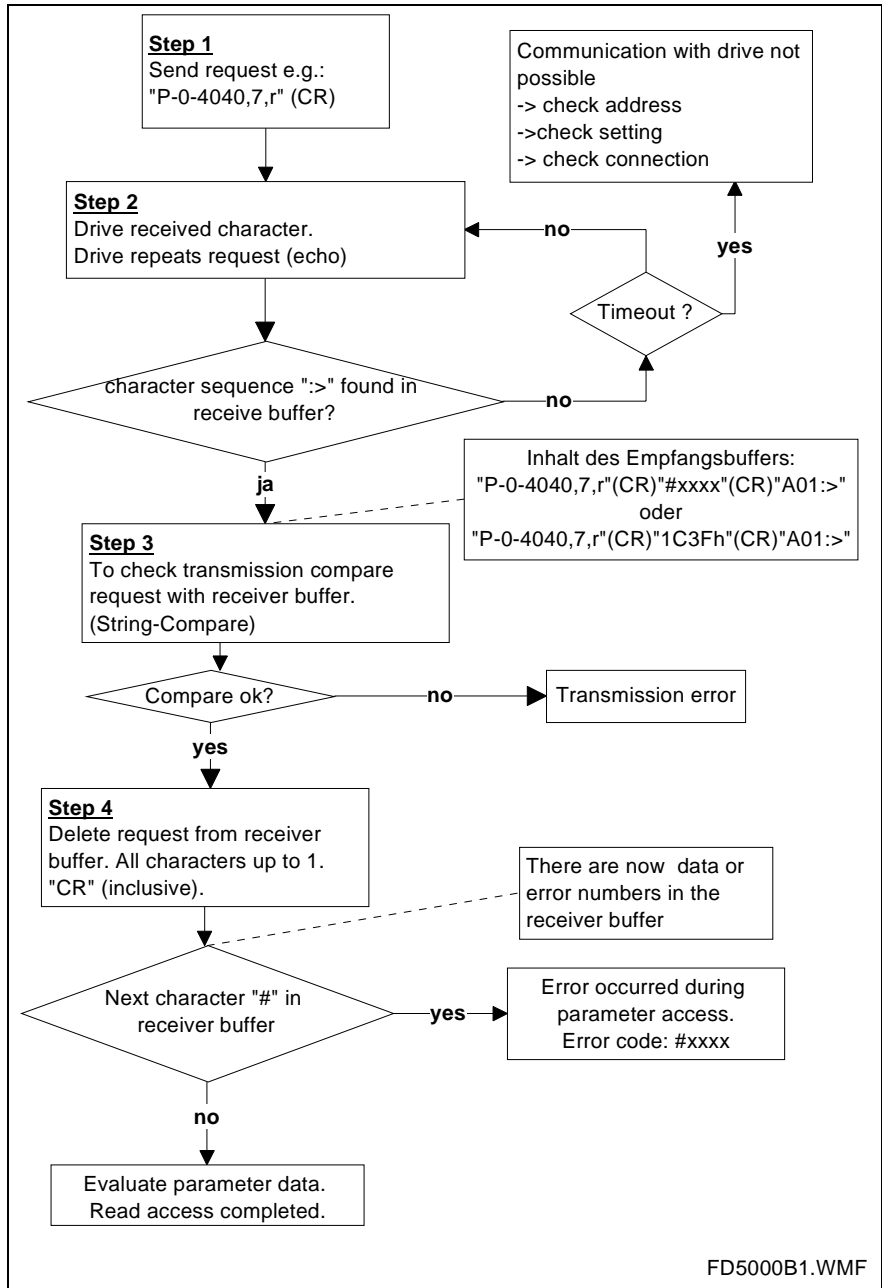 Step 1
Send request e.g.:
"P-0-4040,7,r" (CR)
Communication with drive not
possible
-> check address
->check setting
-> check connection
Step 2
Drive received character.
Drive repeats request (echo)
no
yes
Timeout ?
character sequence ":>" found in
receive buffer?
no
ja
Inhalt des Empfangsbuffers:
"P-0-4040,7,r"(CR)"#xxxx"(CR)"A01:>"
oder
"P-0-4040,7,r"(CR)"1C3Fh"(CR)"A01:>"
Step 3
To check transmission compare
request with receiver buffer.
(String-Compare)
Compare ok?
no
Transmission error
yes
Step 4
Delete request from receiver
buffer. All characters up to 1.
"CR" (inclusive).
There are now  data or
error numbers in the
receiver buffer
Next character "#" in
receiver buffer
yes
Error occurred during
parameter access.
Error code: #xxxx
no
Evaluate parameter data.
Read access completed.
FD5000B1.WMF